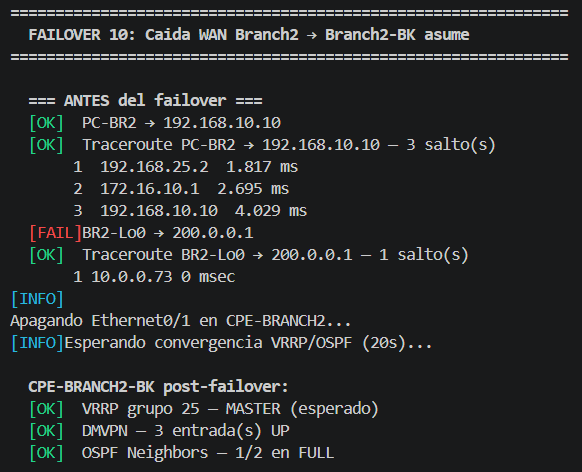 ==============================================================
FAILOVER 10: Caida WAN Branch2 → Branch2-BK asume
==============================================================
=== ANTES del failover ===
[OK] PC-BR2 → 192.168.10.10
[OK] Traceroute PC-BR2 → 192.168.10.10 — 3 salto(s)
1 192.168.25.2 1.817 ms
2 172.16.10.1 2.695 ms
3 192.168.10.10 4.029 ms
[FAIL]BR2-Lo0 → 200.0.0.1
[OK] Traceroute BR2-Lo0 → 200.0.0.1 — 1 salto(s)
1 10.0.0.73 0 msec
[INFO]
Apagando Ethernet0/1 en CPE-BRANCH2...
[INFO]Esperando convergencia VRRP/OSPF (20s)...
CPE-BRANCH2-BK post-failover:
[OK] VRRP grupo 25 — MASTER (esperado)
[OK] DMVPN — 3 entrada(s) UP
[OK] OSPF Neighbors — 1/2 en FULL